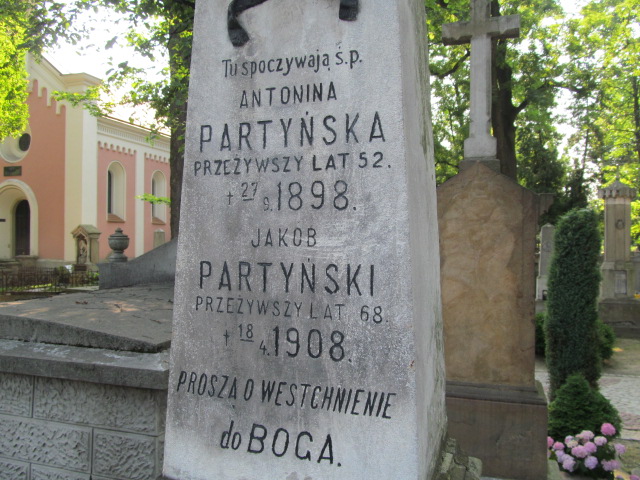 Tu spoczywają ś.p.
ANTONINA
PARTYŃSKA
PRZEŻYWSZY LAT 52.
† 27/9. 1898.
JAKOB
PARTYŃSKI
PRZEŻYWSZY LAT 68.
† 18/4. 1908.
PROSZĄ O WESTCHNIENIE
do BOGA.